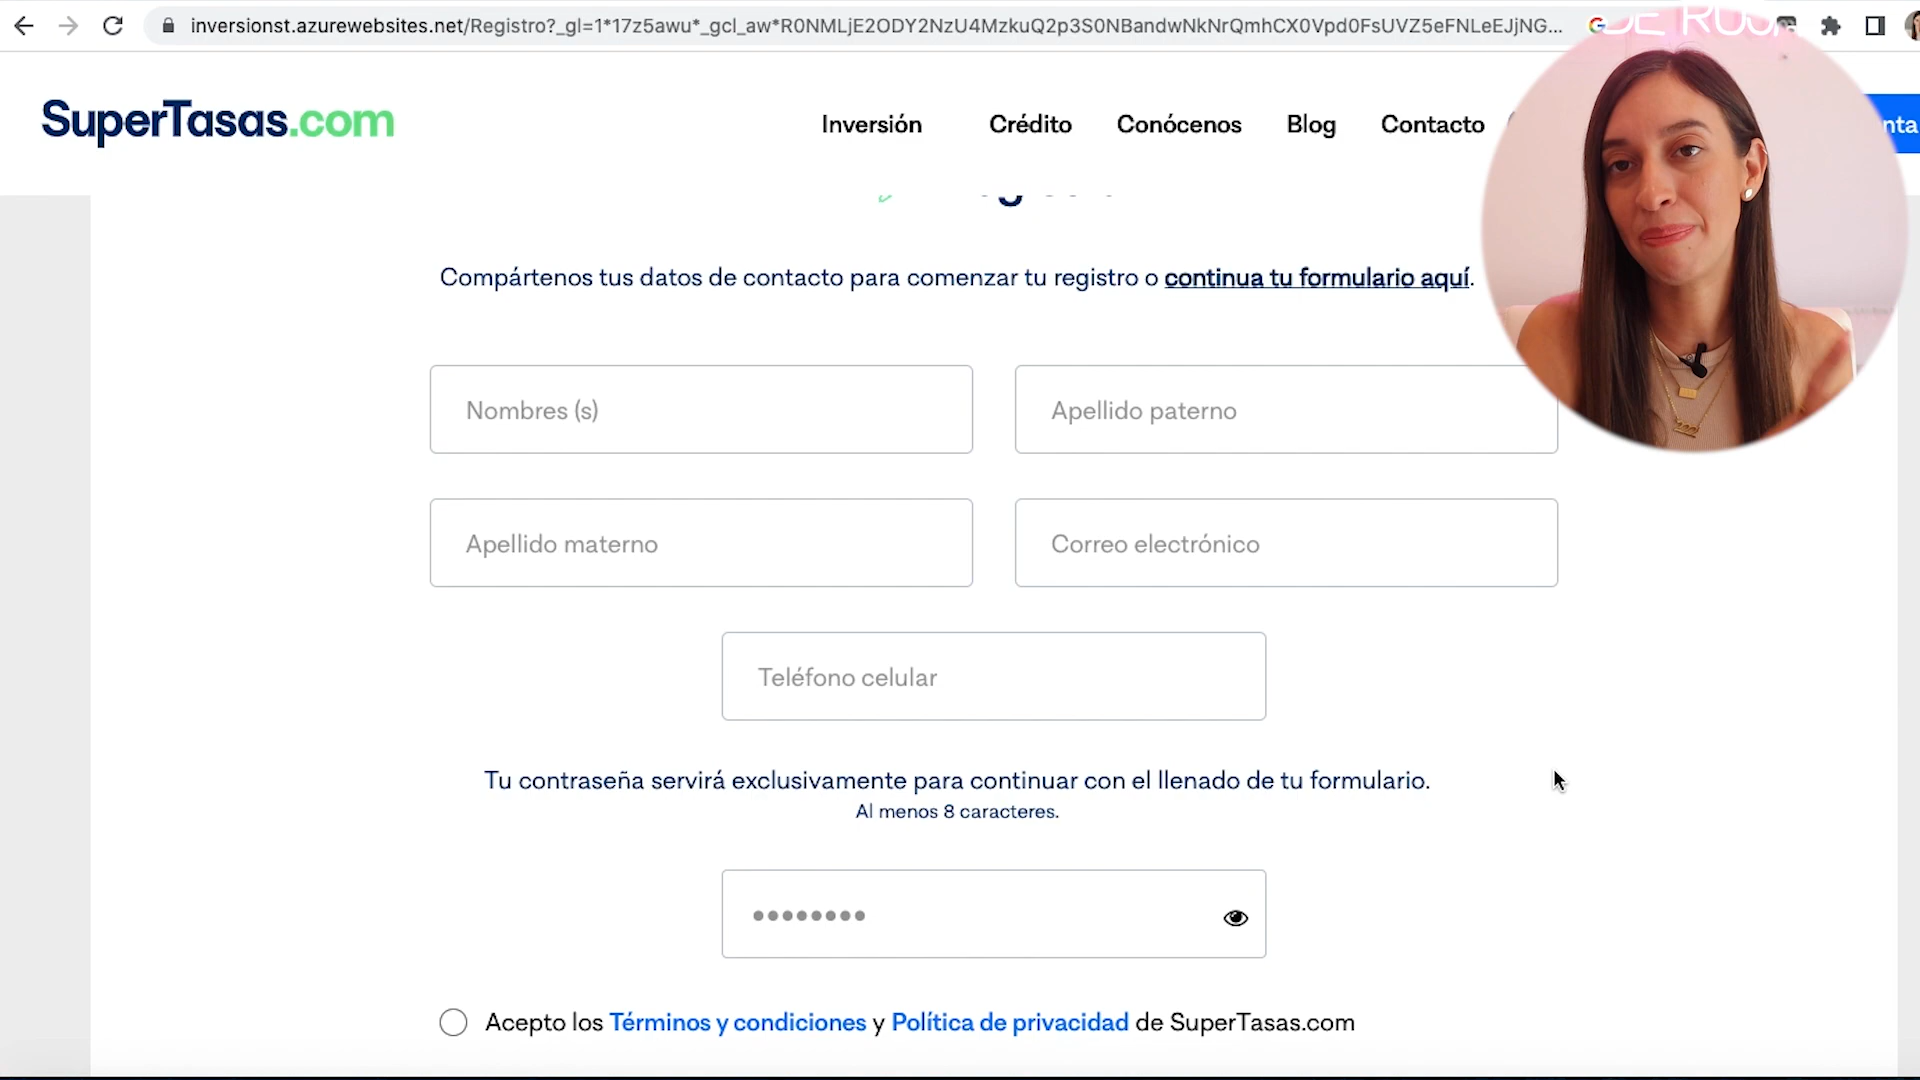 inversionst.azurewebsites.net/Registro?_gl=1*17z5awu*_gcl_aw*R0NMLjE2ODY2NzU4MzkuQ2p3S0NBandwNkNrQmhCX0Vpd0FsUVZ5eFNLeEJjNG...
DE
SuperTasas.com
Inversión
Crédito
Conócenos
Blog
Contacto
Compártenos tus datos de contacto para comenzar tu registro o continua tu formulario aquí.
Nombres (s)
Apellido paterno
Apellido materno
Correo electrónico
Teléfono celular
Tu contraseña servirá exclusivamente para continuar con el llenado de tu formulario.
Al menos 8 caracteres.
Acepto los Términos y condiciones y Política de privacidad de SuperTasas.com